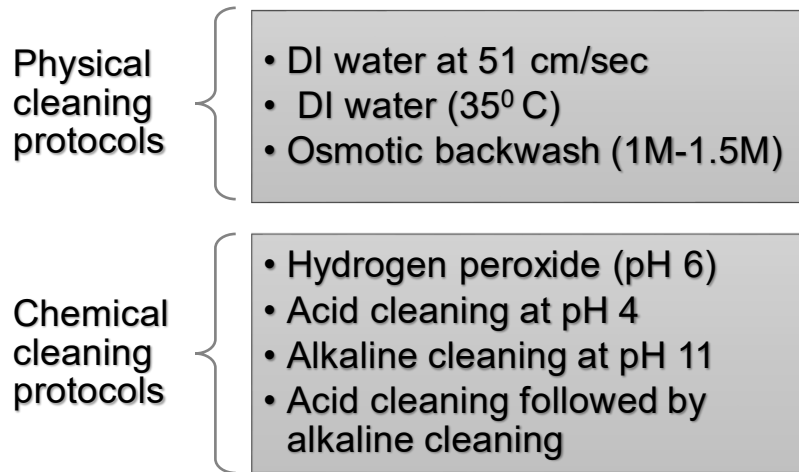 Physical
cleaning
protocols
• DI water at 51 cm/sec
• DI water (35⁰ C)
• Osmotic backwash (1M-1.5M)
Chemical
cleaning
protocols
• Hydrogen peroxide (pH 6)
• Acid cleaning at pH 4
• Alkaline cleaning at pH 11
• Acid cleaning followed by
alkaline cleaning